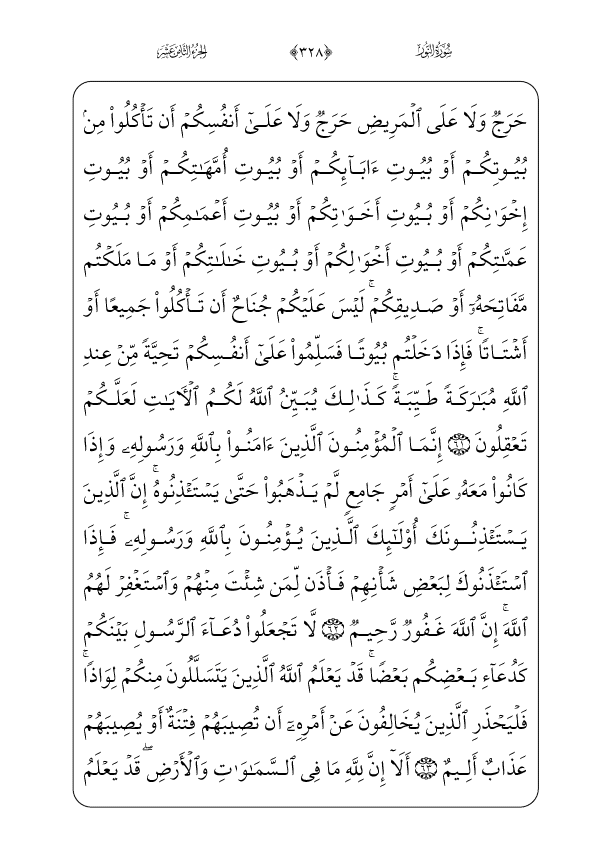 سُورَةُ النُّورِ ﴿٣٢٨﴾ الجُزْءُ الثَّامِنَ عَشَرَ
حَرَجٌ وَلَا عَلَى ٱلْمَرِيضِ حَرَجٌ وَلَا عَلَىٰٓ أَنفُسِكُمْ أَن تَأْكُلُوا۟ مِنۢ
بُيُوتِكُمْ أَوْ بُيُوتِ ءَابَآئِكُمْ أَوْ بُيُوتِ أُمَّهَٰتِكُمْ أَوْ بُيُوتِ
إِخْوَٰنِكُمْ أَوْ بُيُوتِ أَخَوَٰتِكُمْ أَوْ بُيُوتِ أَعْمَٰمِكُمْ أَوْ بُيُوتِ
عَمَّٰتِكُمْ أَوْ بُيُوتِ أَخْوَٰلِكُمْ أَوْ بُيُوتِ خَٰلَٰتِكُمْ أَوْ مَا مَلَكْتُم
مَّفَاتِحَهُۥٓ أَوْ صَدِيقِكُمْ ۚ لَيْسَ عَلَيْكُمْ جُنَاحٌ أَن تَأْكُلُوا۟ جَمِيعًا أَوْ
أَشْتَاتًا ۚ فَإِذَا دَخَلْتُم بُيُوتًا فَسَلِّمُوا۟ عَلَىٰٓ أَنفُسِكُمْ تَحِيَّةً مِّنْ عِندِ
ٱللَّهِ مُبَٰرَكَةً طَيِّبَةً ۚ كَذَٰلِكَ يُبَيِّنُ ٱللَّهُ لَكُمُ ٱلْءَايَٰتِ لَعَلَّكُمْ
تَعْقِلُونَ ۝٦١ إِنَّمَا ٱلْمُؤْمِنُونَ ٱلَّذِينَ ءَامَنُوا۟ بِٱللَّهِ وَرَسُولِهِۦ وَإِذَا
كَانُوا۟ مَعَهُۥ عَلَىٰٓ أَمْرٍ جَامِعٍ لَّمْ يَذْهَبُوا۟ حَتَّىٰ يَسْتَـْٔذِنُوهُ ۚ إِنَّ ٱلَّذِينَ
يَسْتَـْٔذِنُونَكَ أُو۟لَٰٓئِكَ ٱلَّذِينَ يُؤْمِنُونَ بِٱللَّهِ وَرَسُولِهِۦ ۚ فَإِذَا
ٱسْتَـْٔذَنُوكَ لِبَعْضِ شَأْنِهِمْ فَأْذَن لِّمَن شِئْتَ مِنْهُمْ وَٱسْتَغْفِرْ لَهُمُ
ٱللَّهَ ۚ إِنَّ ٱللَّهَ غَفُورٌ رَّحِيمٌ ۝٦٢ لَّا تَجْعَلُوا۟ دُعَآءَ ٱلرَّسُولِ بَيْنَكُمْ
كَدُعَآءِ بَعْضِكُم بَعْضًا ۚ قَدْ يَعْلَمُ ٱللَّهُ ٱلَّذِينَ يَتَسَلَّلُونَ مِنكُمْ لِوَاذًا ۚ
فَلْيَحْذَرِ ٱلَّذِينَ يُخَالِفُونَ عَنْ أَمْرِهِۦٓ أَن تُصِيبَهُمْ فِتْنَةٌ أَوْ يُصِيبَهُمْ
عَذَابٌ أَلِيمٌ ۝٦٣ أَلَآ إِنَّ لِلَّهِ مَا فِى ٱلسَّمَٰوَٰتِ وَٱلْأَرْضِ ۖ قَدْ يَعْلَمُ